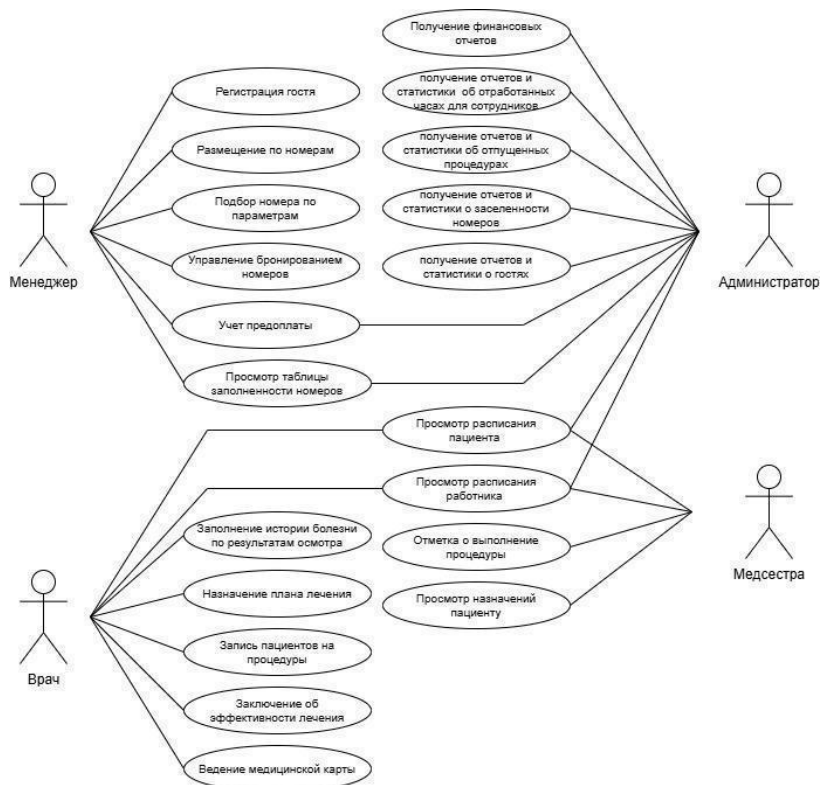 Получение финансовых
отчетов
Регистрация гостя
получение отчетов и
статистики об отработанных
часах для сотрудников
Размещение по номерам
получение отчетов и
статистики об отпущенных
процедурах
Подбор номера по
параметрам
получение отчетов и
статистики о заселенности
номеров
Менеджер
Управление бронированием
номеров
получение отчетов и
статистики о гостях
Администратор
Учет предоплаты
Просмотр таблицы
заполненности номеров
Просмотр расписания
пациента
Просмотр расписания
работника
Заполнение истории болезни
по результатам осмотра
Отметка о выполнение
процедуры
Медсестра
Назначение плана лечения
Просмотр назначений
пациенту
Врач
Запись пациентов на
процедуры
Заключение об
эффективности лечения
Ведение медицинской карты